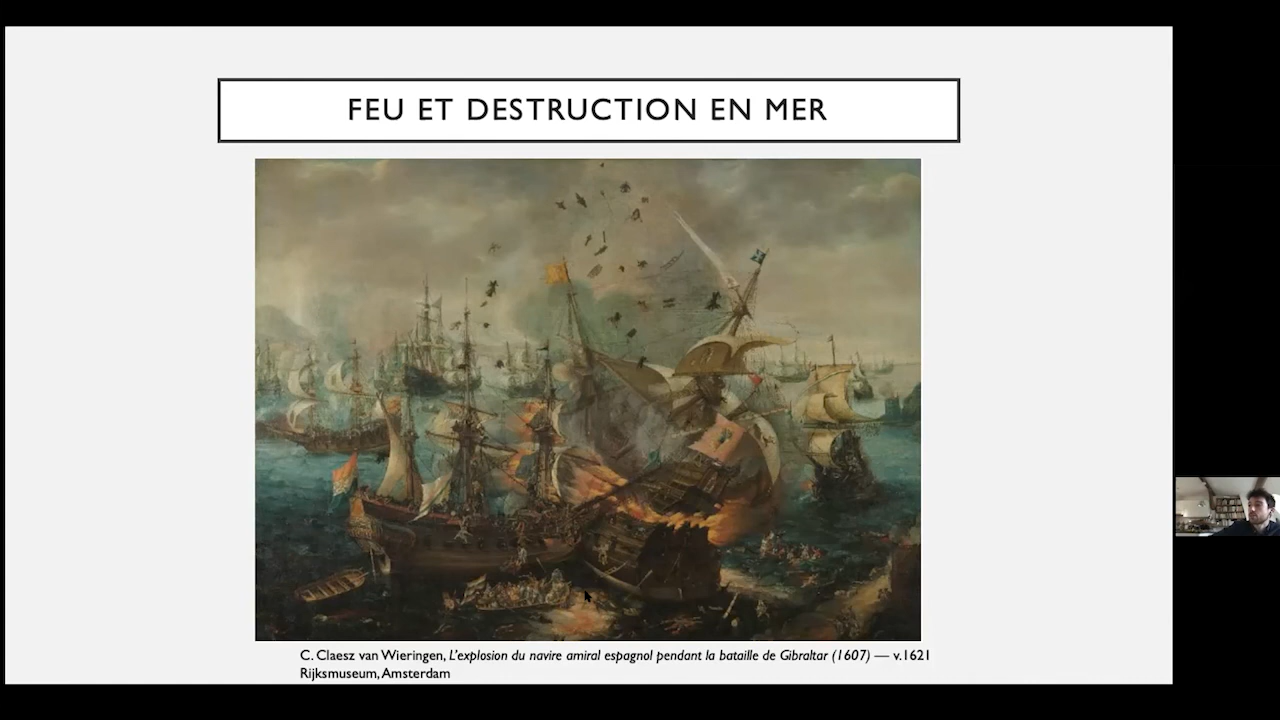 FEU ET DESTRUCTION EN MER
C. Claesz van Wieringen, L'explosion du navire amiral espagnol pendant la bataille de Gibraltar (1607) — v.1621
Rijksmuseum, Amsterdam